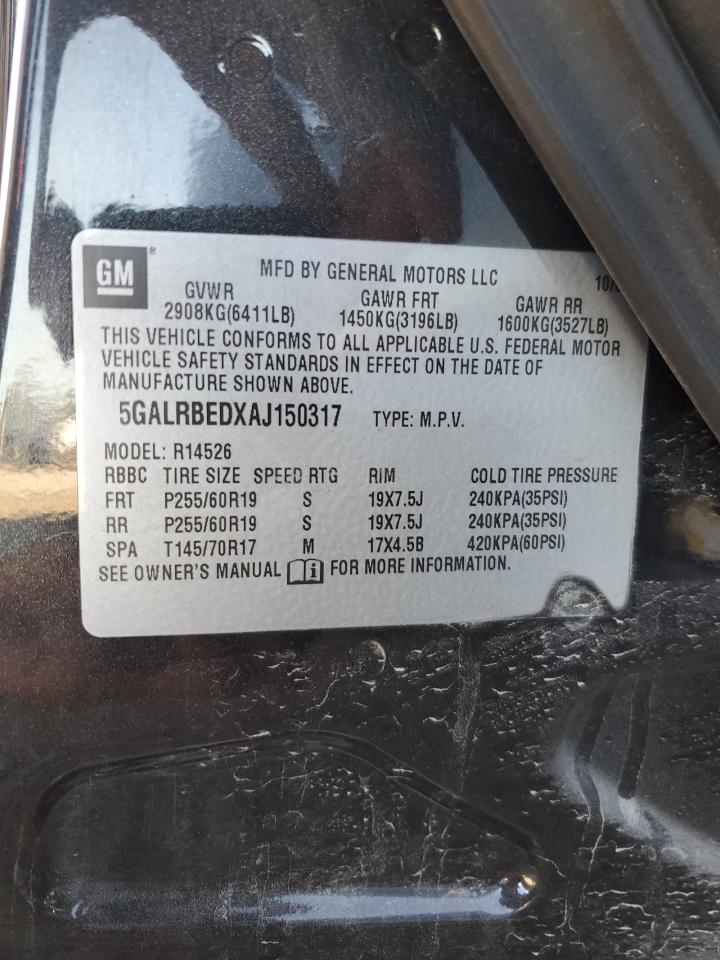 GM ®
MFD BY GENERAL MOTORS LLC 10/
GVWR GAWR FRT GAWR RR
2908KG(6411LB) 1450KG(3196LB) 1600KG(3527LB)
THIS VEHICLE CONFORMS TO ALL APPLICABLE U.S. FEDERAL MOTOR
VEHICLE SAFETY STANDARDS IN EFFECT ON THE DATE OF
MANUFACTURE SHOWN ABOVE.
5GALRBEDXAJ150317 TYPE: M.P.V.
MODEL: R14526
RBBC TIRE SIZE SPEED RTG RIM COLD TIRE PRESSURE
FRT P255/60R19 S 19X7.5J 240KPA(35PSI)
RR P255/60R19 S 19X7.5J 240KPA(35PSI)
SPA T145/70R17 M 17X4.5B 420KPA(60PSI)
SEE OWNER'S MANUAL i FOR MORE INFORMATION.